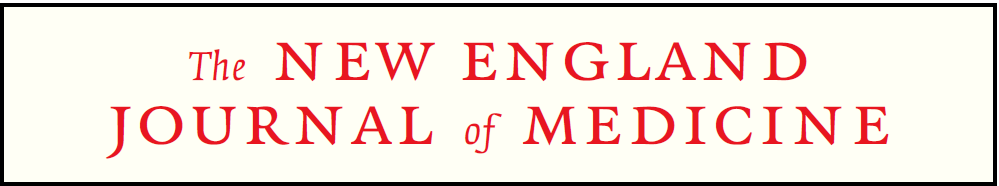 The NEW ENGLAND
JOURNAL of MEDICINE